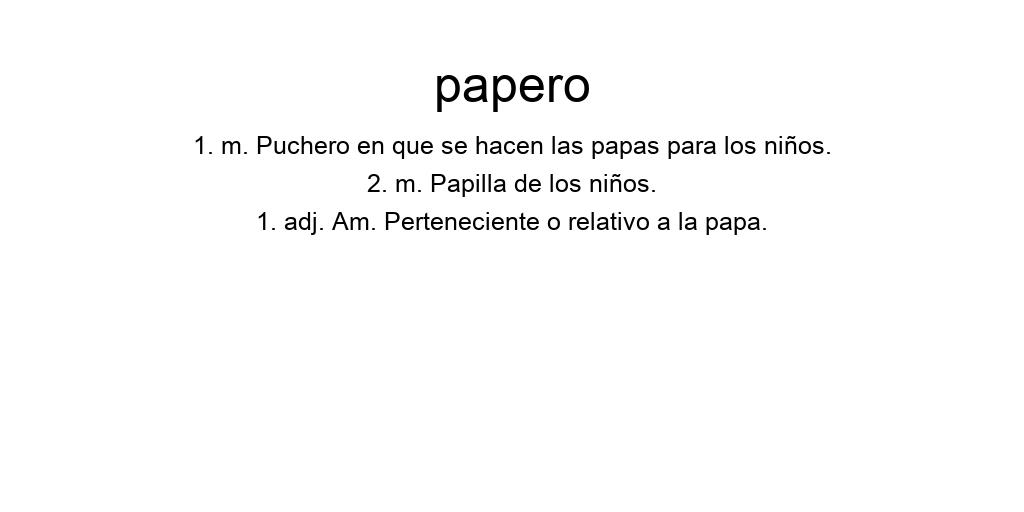 papero
1. m. Puchero en que se hacen las papas para los niños.
2. m. Papilla de los niños.
1. adj. Am. Perteneciente o relativo a la papa.